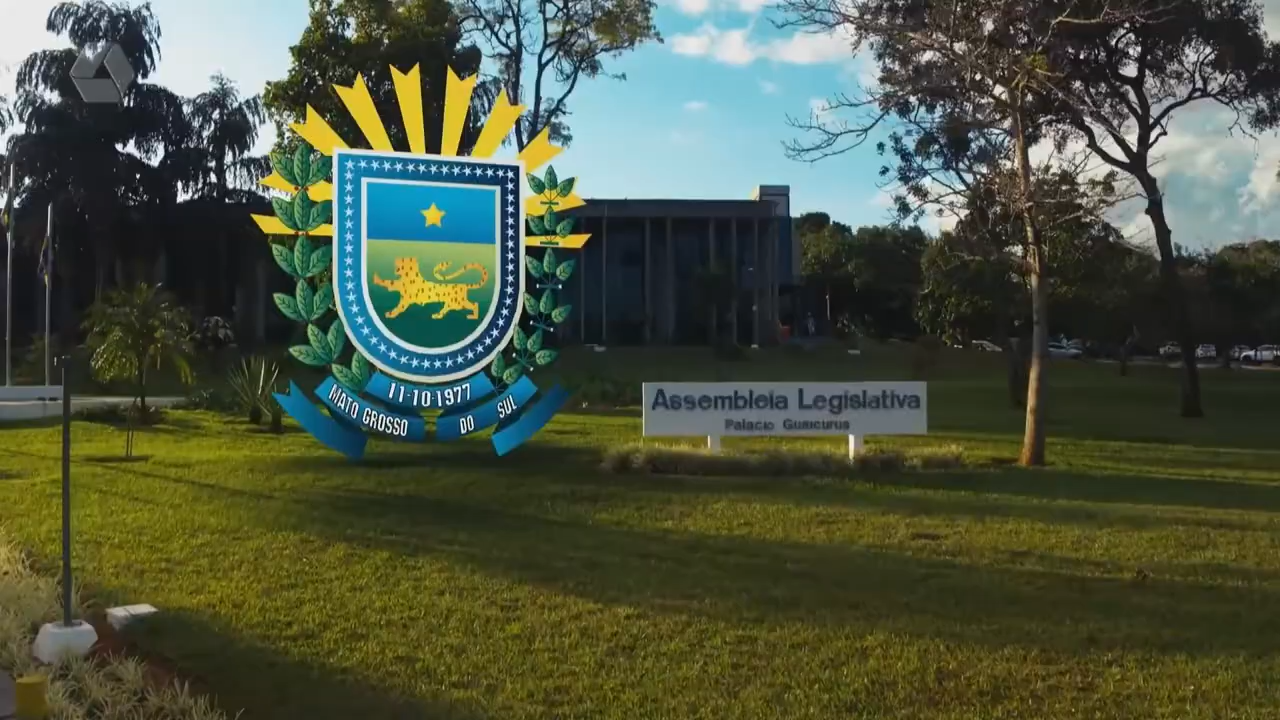 11-10-1977
MATO GROSSO DO SUL
Assembleia Legislativa
Palacio Guaicurus